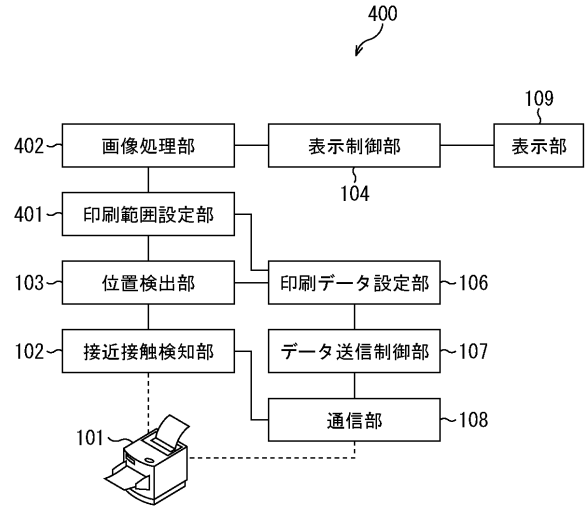 400
109
402 画像処理部 表示制御部 表示部
104
401 印刷範囲設定部
103 位置検出部 印刷データ設定部 106
102 接近接触検知部 データ送信制御部 107
通信部 108
101